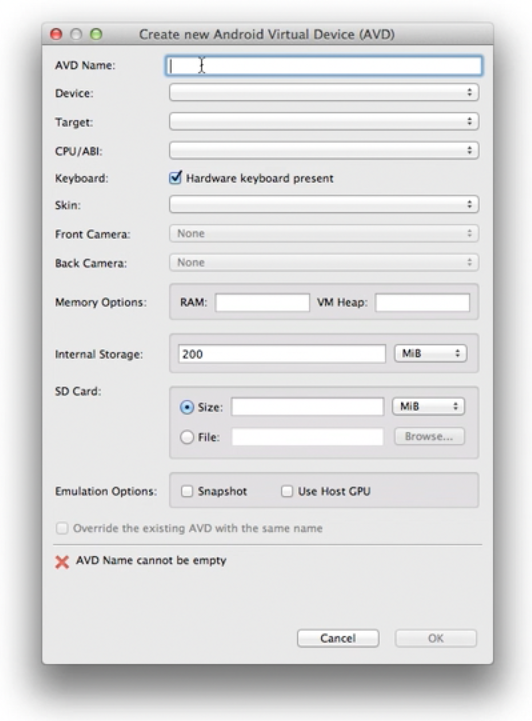 Create new Android Virtual Device (AVD)
AVD Name:
Device:
Target:
CPU/ABI:
Keyboard: Hardware keyboard present
Skin:
Front Camera: None
Back Camera: None
Memory Options: RAM: VM Heap:
Internal Storage: 200 MiB
SD Card:
Size: MiB
File: Browse...
Emulation Options: Snapshot Use Host GPU
Override the existing AVD with the same name
AVD Name cannot be empty
Cancel OK